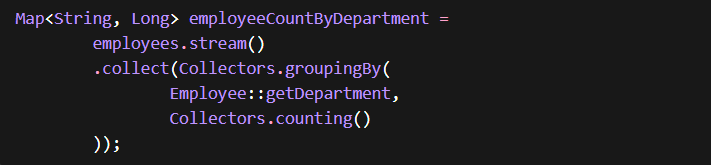 Map<String, Long> employeeCountByDepartment =
        employees.stream()
        .collect(Collectors.groupingBy(
                Employee::getDepartment,
                Collectors.counting()
        ));